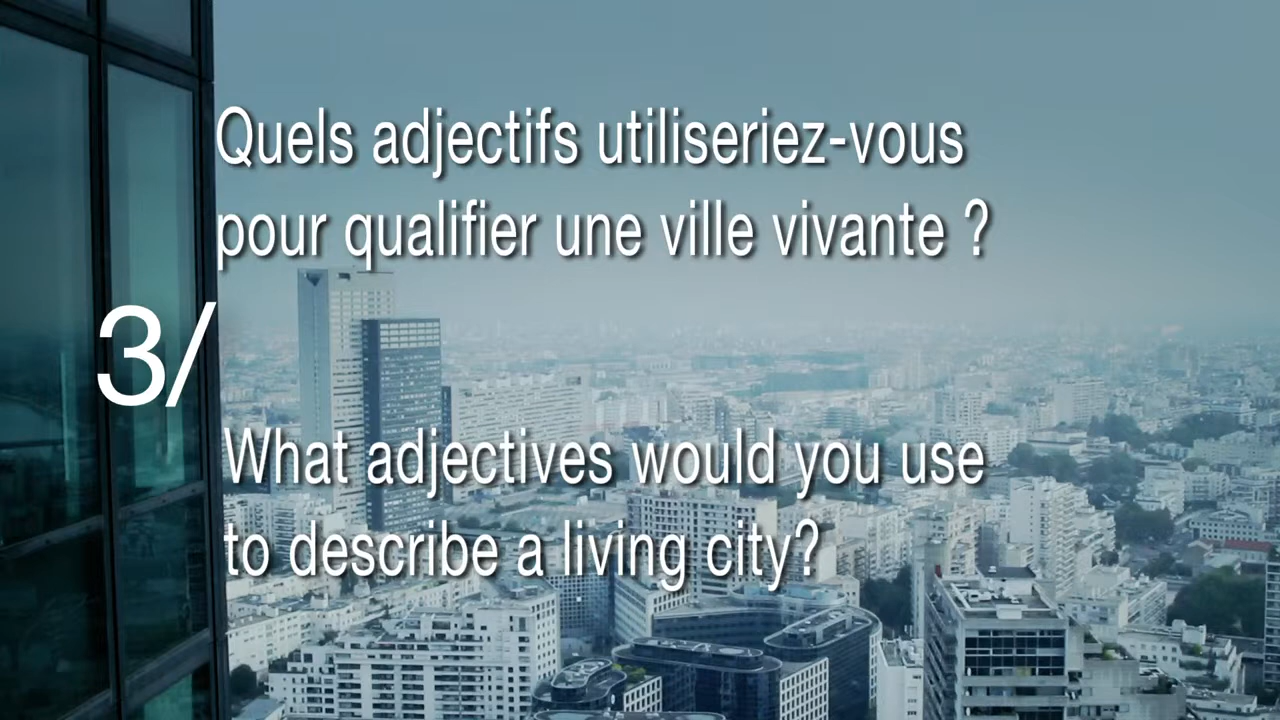 Quels adjectifs utiliseriez-vous
pour qualifier une ville vivante ?
3/
What adjectives would you use
to describe a living city?